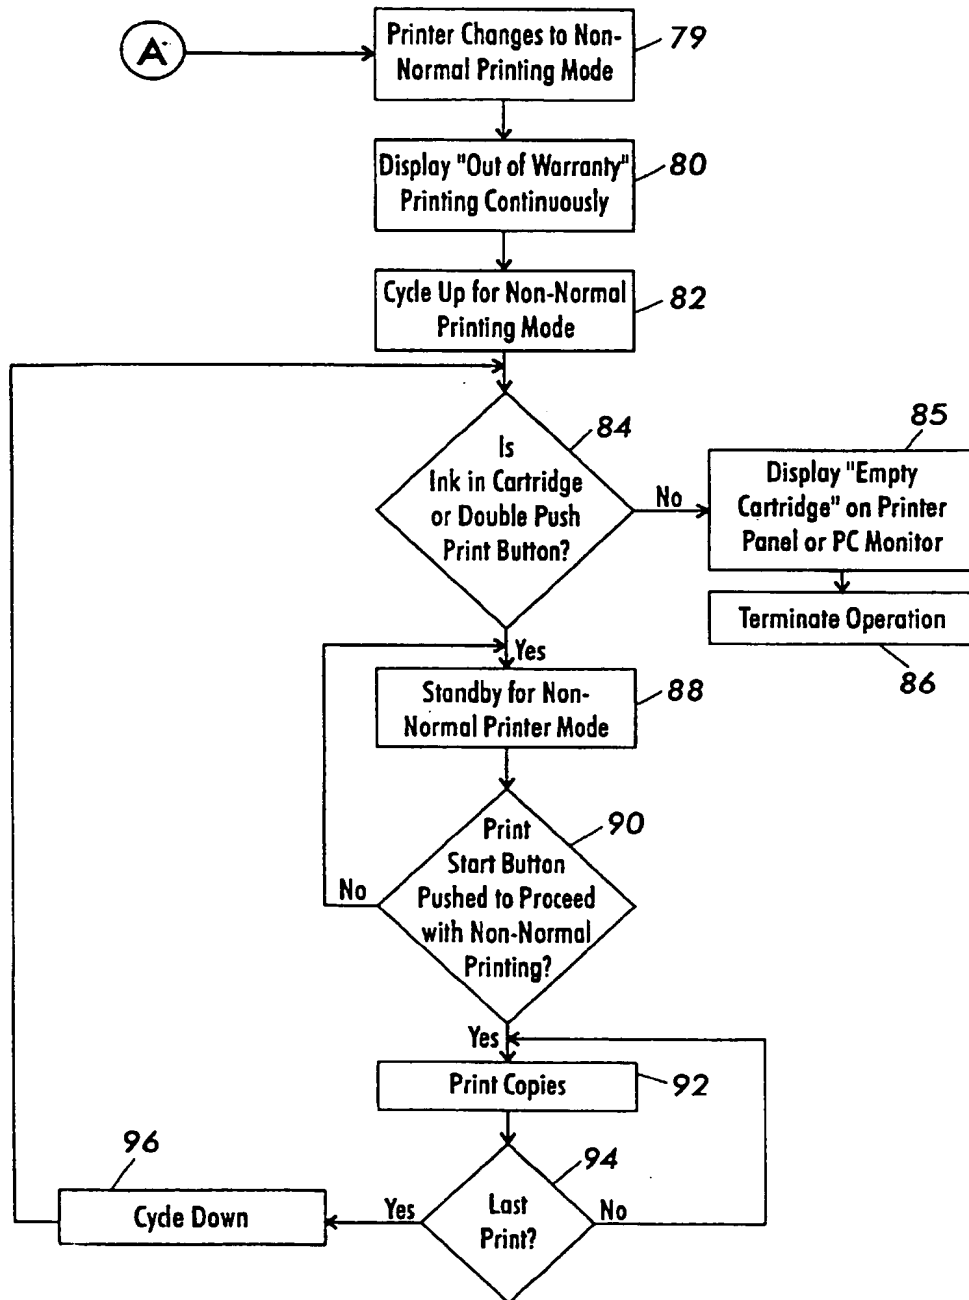 A
Printer Changes to Non-
Normal Printing Mode
79
Display "Out of Warranty"
Printing Continuously
80
Cycle Up for Non-Normal
Printing Mode
82
Is
Ink in Cartridge
or Double Push
Print Button?
84
No
85
Display "Empty
Cartridge" on Printer
Panel or PC Monitor
Terminate Operation
86
Yes
Standby for Non-
Normal Printer Mode
88
Print
Start Button
Pushed to Proceed
with Non-Normal
Printing?
90
No
Yes
Print Copies
92
Last
Print?
94
No
Yes
96
Cycle Down